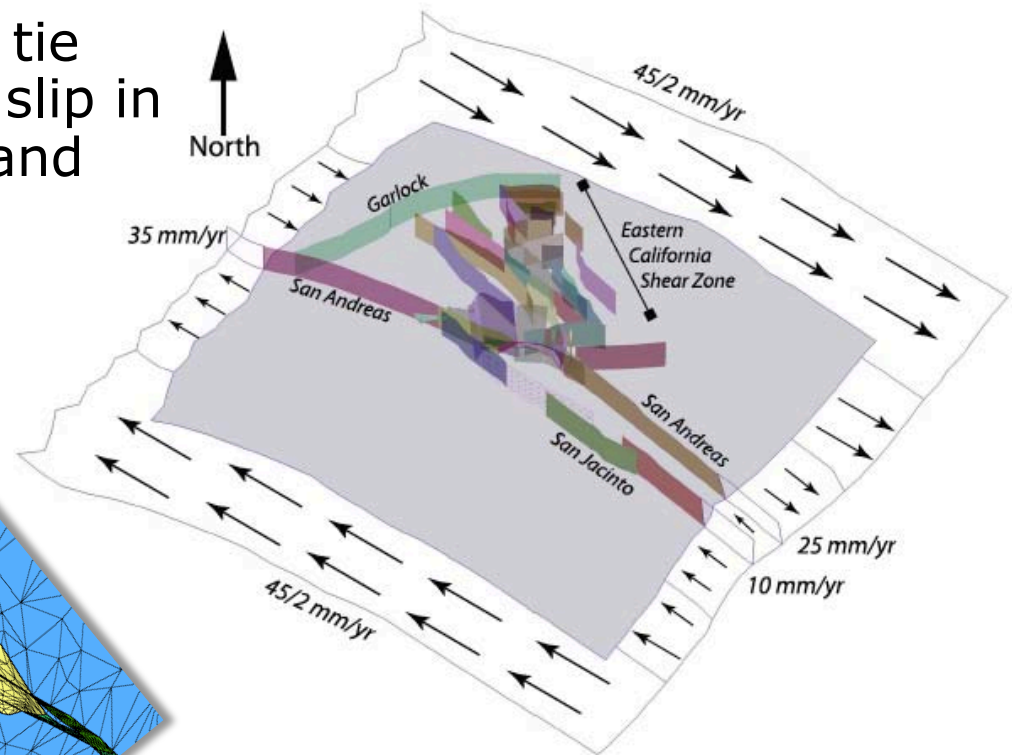 tie
slip in
and
North
45/2 mm/yr
Garlock
35 mm/yr
Eastern
California
Shear Zone
San Andreas
San Andreas
San Jacinto
25 mm/yr
10 mm/yr
45/2 mm/yr